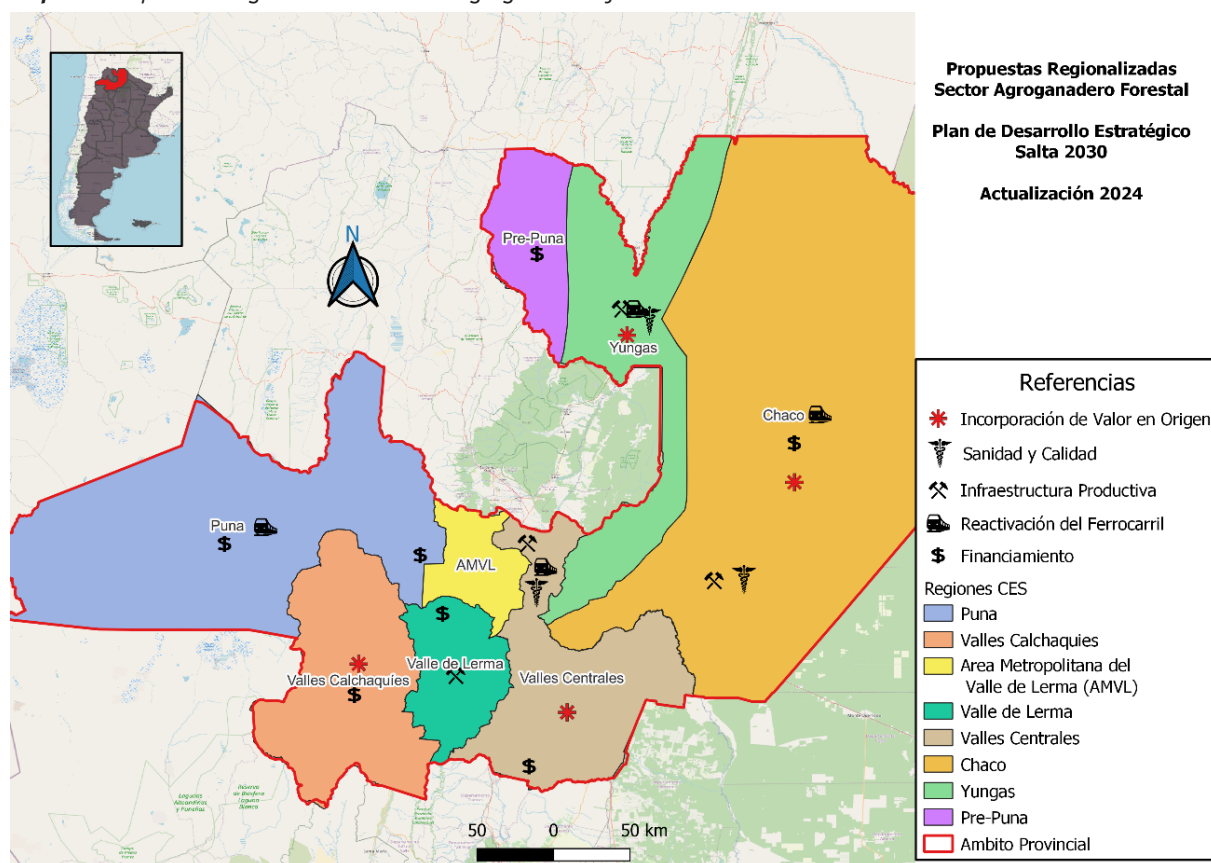 Propuestas Regionalizadas
Sector Agroganadero Forestal
Plan de Desarrollo Estratégico
Salta 2030
Actualización 2024
N
Pre-Puna
$
Yungas
Chaco
$
Puna
$
$
AMVL
$
Valle de Lerma
Valles Calchaquies
$
Valles Centrales
$
50 0 50 km
Referencias
Incorporación de Valor en Origen
Sanidad y Calidad
Infraestructura Productiva
Reactivación del Ferrocarril
$ Financiamiento
Regiones CES
Puna
Valles Calchaquies
Area Metropolitana del
Valle de Lerma (AMVL)
Valle de Lerma
Valles Centrales
Chaco
Yungas
Pre-Puna
Ambito Provincial